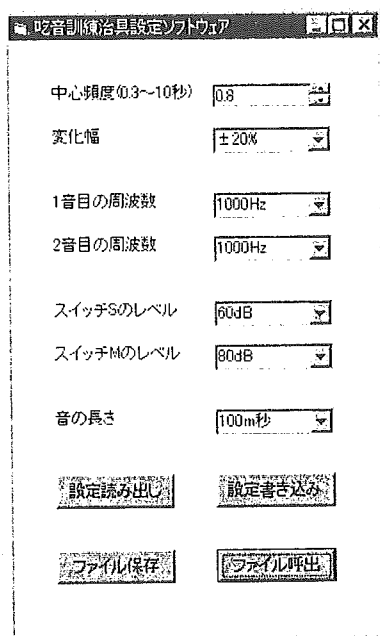 吃音訓練治具設定ソフトウェア
中心頻度(0.3～10秒) 0.8
変化幅 ±20%
1音目の周波数 1000Hz
2音目の周波数 1000Hz
スイッチSのレベル 60dB
スイッチMのレベル 80dB
音の長さ 100m秒
設定読み出し 設定書き込み
ファイル保存 ファイル呼出